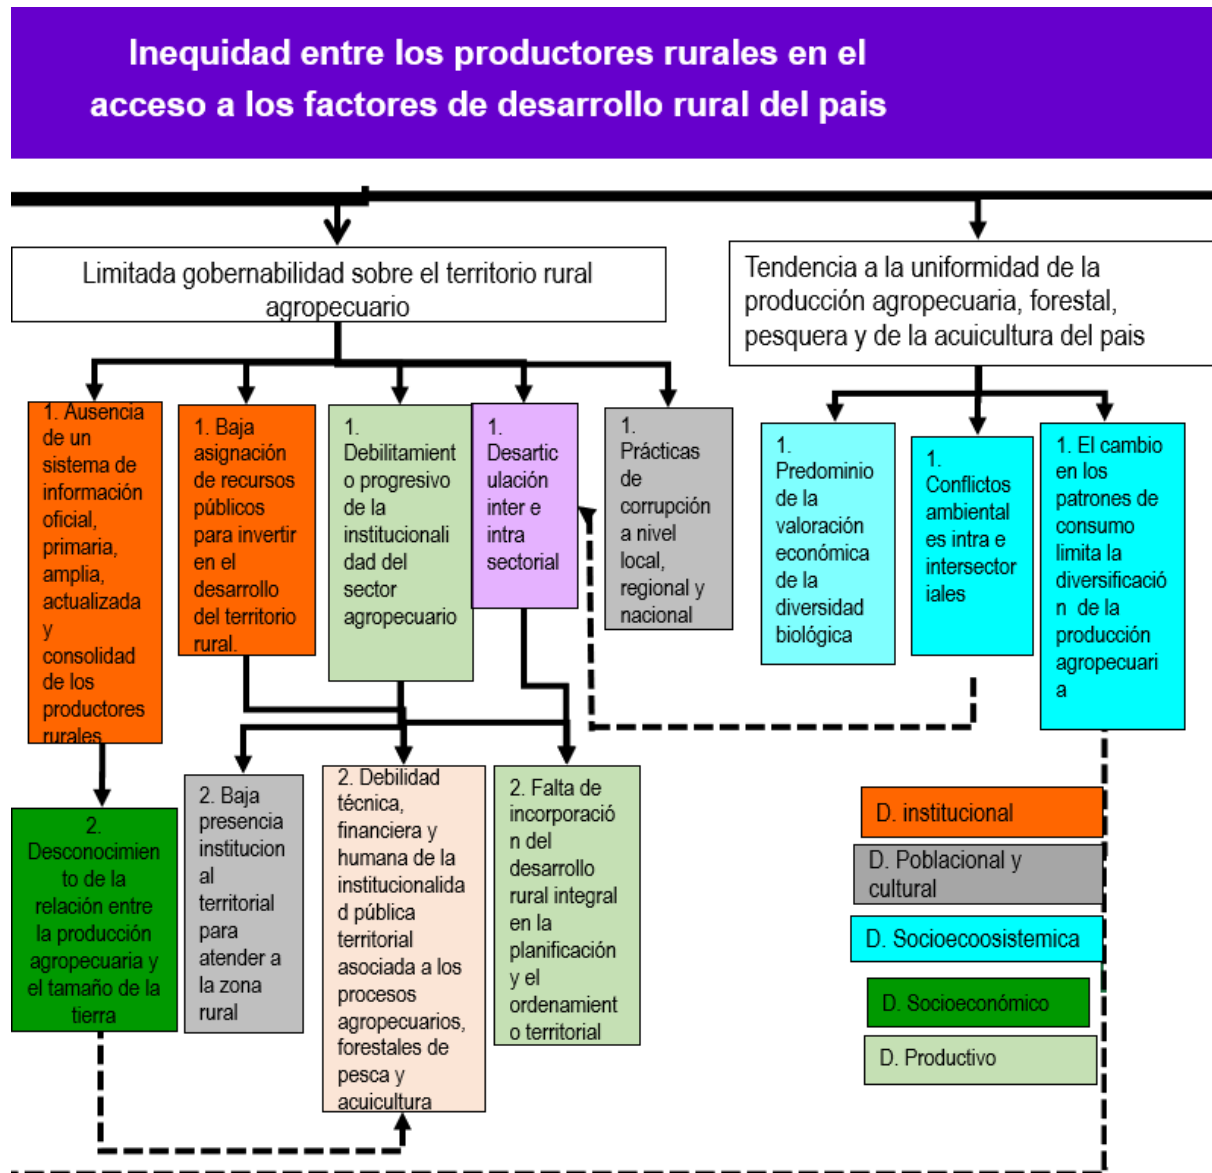 Inequidad entre los productores rurales en el
acceso a los factores de desarrollo rural del pais
Limitada gobernabilidad sobre el territorio rural
agropecuario
Tendencia a la uniformidad de la
producción agropecuaria, forestal,
pesquera y de la acuicultura del pais
1. Ausencia
de un
sistema de
información
oficial,
primaria,
amplia,
actualizada
y
consolidad
de los
productores
rurales
1. Baja
asignación
de recursos
públicos
para invertir
en el
desarrollo
del territorio
rural.
1.
Debilitamient
o progresivo
de la
institucionali
dad del
sector
agropecuario
1.
Desartic
ulación
inter e
intra
sectorial
1.
Prácticas
de
corrupción
a nivel
local,
regional y
nacional
1.
Predominio
de la
valoración
económica
de la
diversidad
biológica
1.
Conflictos
ambiental
es intra e
intersector
iales
1. El cambio
en los
patrones de
consumo
limita la
diversificació
n de la
producción
agropecuari
a
2.
Desconocimien
to de la
relación entre
la producción
agropecuaria y
el tamaño de la
tierra
2. Baja
presencia
institucion
al
territorial
para
atender a
la zona
rural
2. Debilidad
técnica,
financiera y
humana de la
institucionalida
d pública
territorial
asociada a los
procesos
agropecuarios,
forestales de
pesca y
acuicultura
2. Falta de
incorporació
n del
desarrollo
rural integral
en la
planificación
y el
ordenamient
o territorial
D. institucional
D. Poblacional y
cultural
D. Socioecoosistemica
D. Socioeconómico
D. Productivo